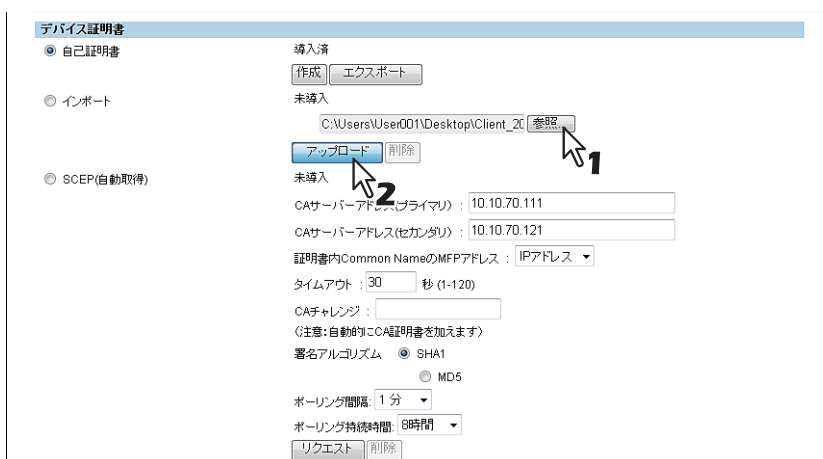 デバイス証明書
自己証明書 導入済
作成 エクスポート
インポート 未導入
C:\Users\User001\Desktop\Client_20 参照...
1
アップロード 削除
2
SCEP(自動取得) 未導入
CAサーバーアドレス(プライマリ) : 10.10.70.111
CAサーバーアドレス(セカンダリ) : 10.10.70.121
証明書内Common NameのMFPアドレス : IPアドレス
タイムアウト : 30 秒 (1-120)
CAチャレンジ :
(注意:自動的にCA証明書を加えます)
署名アルゴリズム SHA1
MD5
ポーリング間隔: 1 分
ポーリング持続時間: 8時間
リクエスト 削除